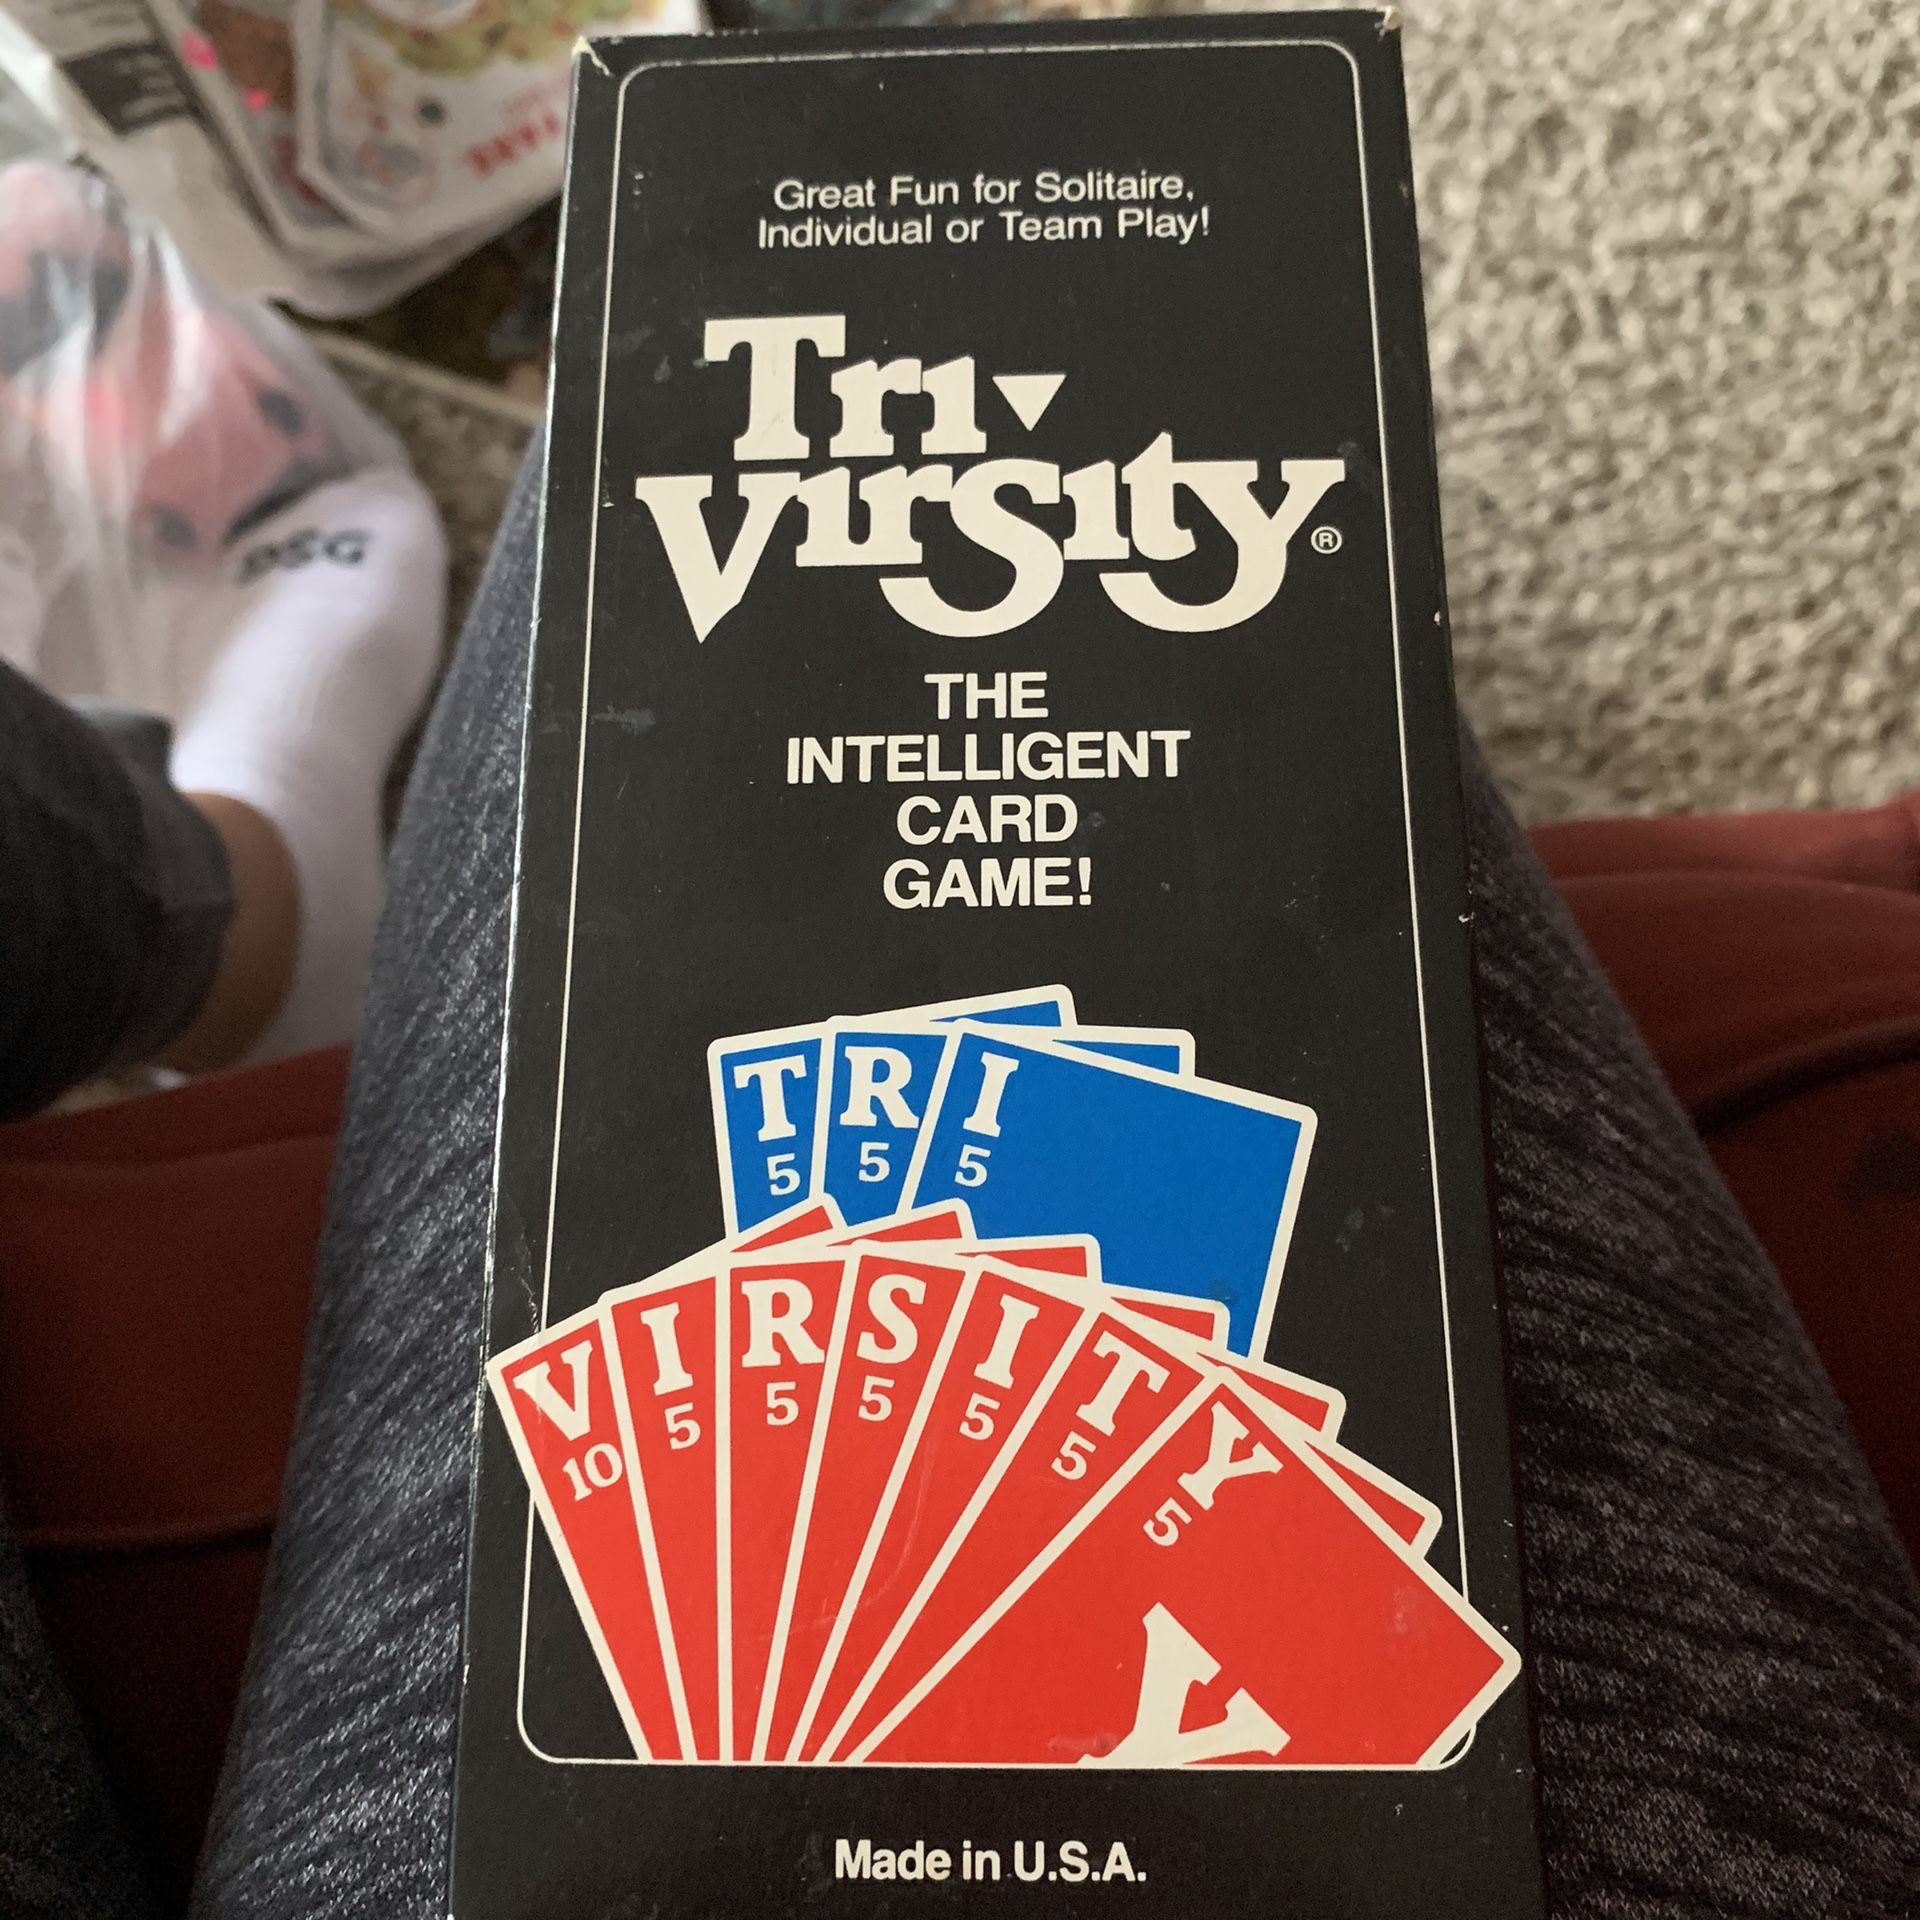 Great Fun for Solitaire,
Individual or Team Play!
Tri▼
VirSity®
THE
INTELLIGENT
CARD
GAME!
T R I
5 5 5
V I R S I T Y
10 5 5 5 5 5 5
Y
Made in U.S.A.